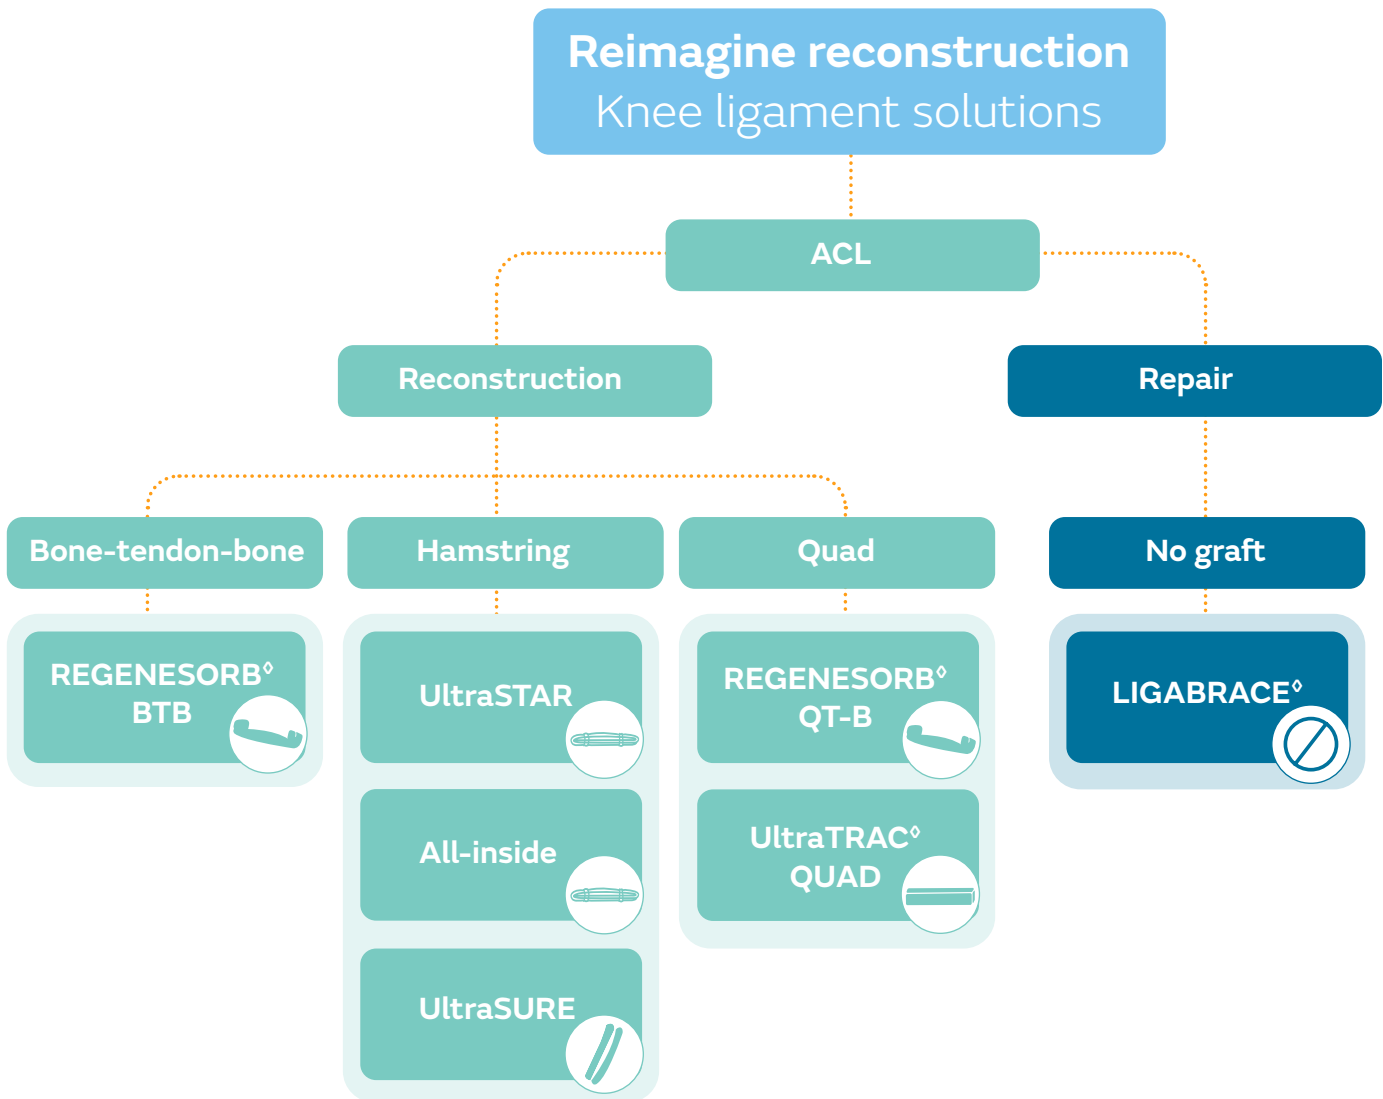 Reimagine reconstruction
Knee ligament solutions
ACL
Reconstruction
Repair
Bone-tendon-bone
Hamstring
Quad
No graft
REGENESORB◊
BTB
UltraSTAR
All-inside
UltraSURE
REGENESORB◊
QT-B
UltraTRAC◊
QUAD
LIGABRACE◊